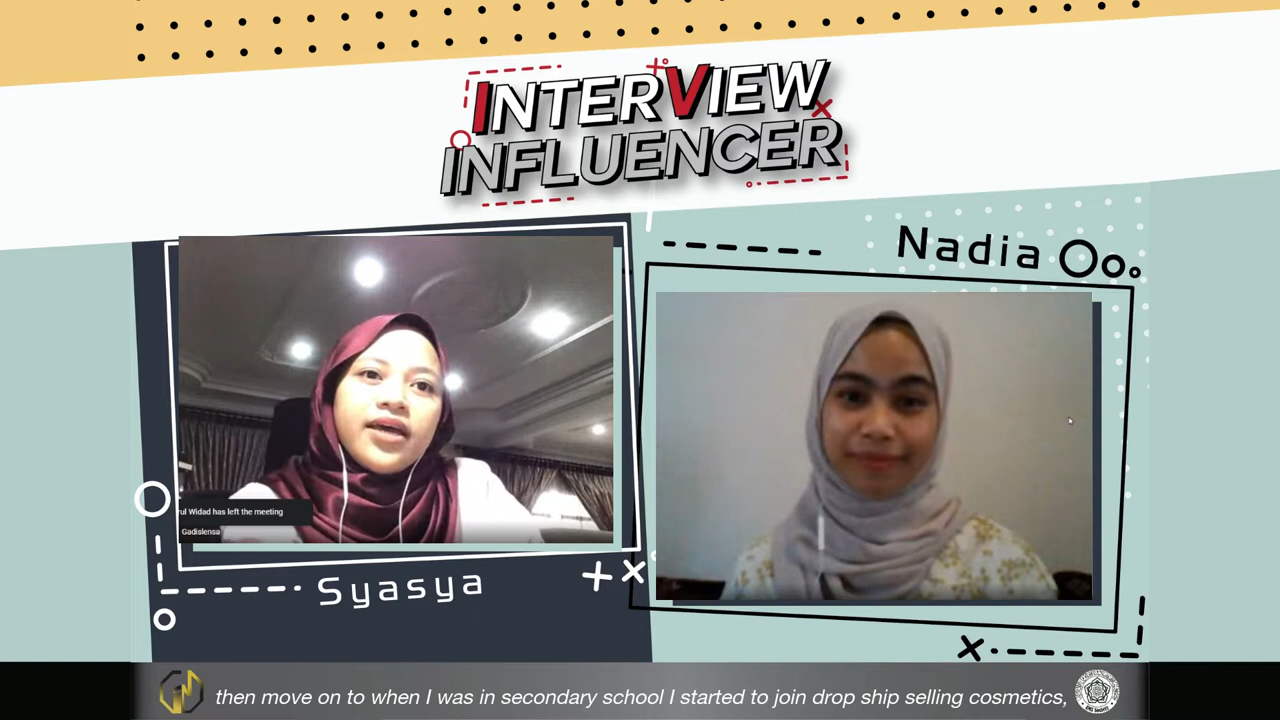 INTERVIEW
INFLUENCER
Nadia
rul Widad has left the meeting
Gadislensa
Syasya
then move on to when I was in secondary school I started to join drop ship selling cosmetics,